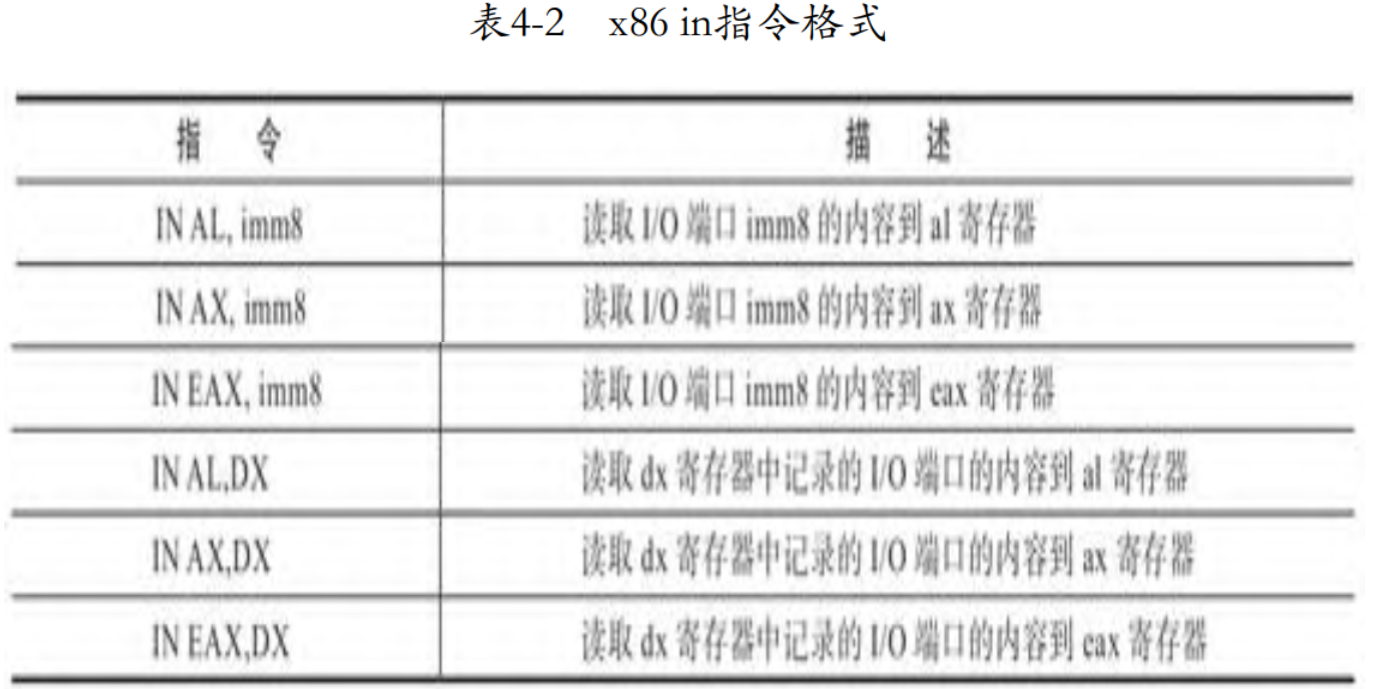 表4-2 x86 in指令格式
指 令 描 述
IN AL, imm8 读取 I/O 端口 imm8 的内容到 al 寄存器
IN AX, imm8 读取 I/O 端口 imm8 的内容到 ax 寄存器
IN EAX, imm8 读取 I/O 端口 imm8 的内容到 eax 寄存器
IN AL,DX 读取 dx 寄存器中记录的 I/O 端口的内容到 al 寄存器
IN AX,DX 读取 dx 寄存器中记录的 I/O 端口的内容到 ax 寄存器
IN EAX,DX 读取 dx 寄存器中记录的 I/O 端口的内容到 eax 寄存器